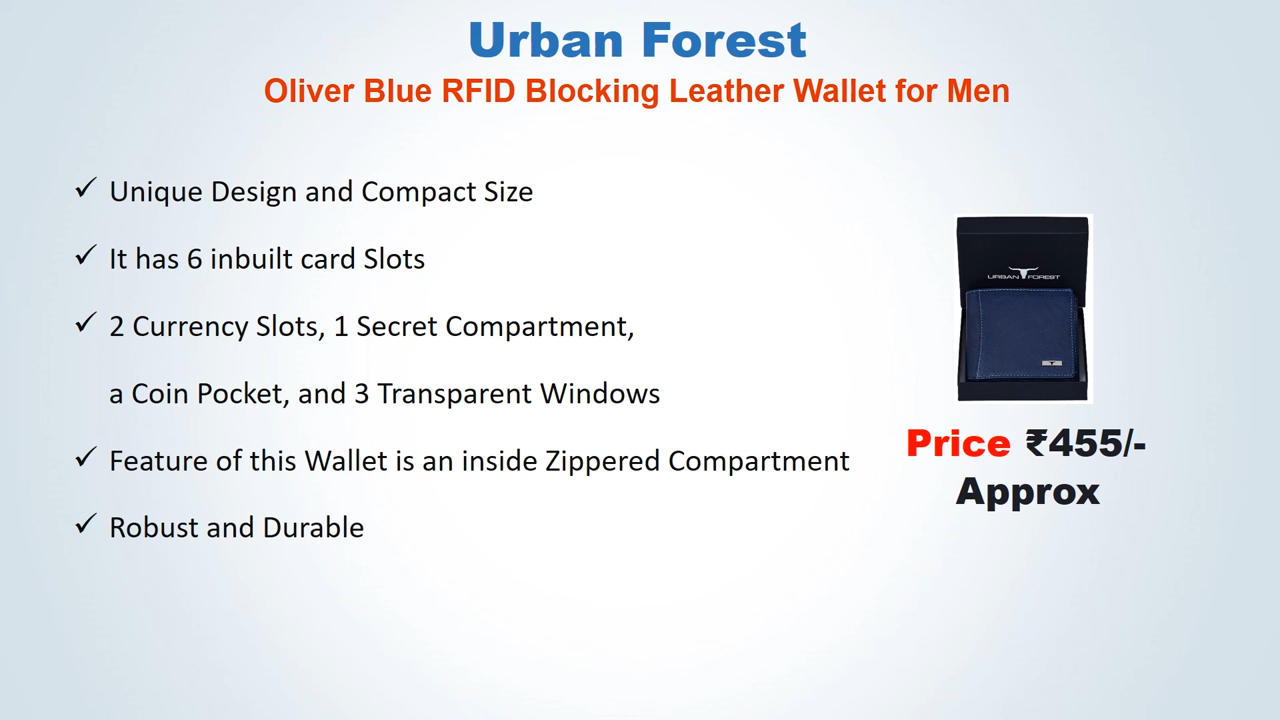 Urban Forest
Oliver Blue RFID Blocking Leather Wallet for Men
✓ Unique Design and Compact Size
✓ It has 6 inbuilt card Slots
✓ 2 Currency Slots, 1 Secret Compartment,
a Coin Pocket, and 3 Transparent Windows
✓ Feature of this Wallet is an inside Zippered Compartment
✓ Robust and Durable
URBAN FOREST
Price ₹455/-
Approx